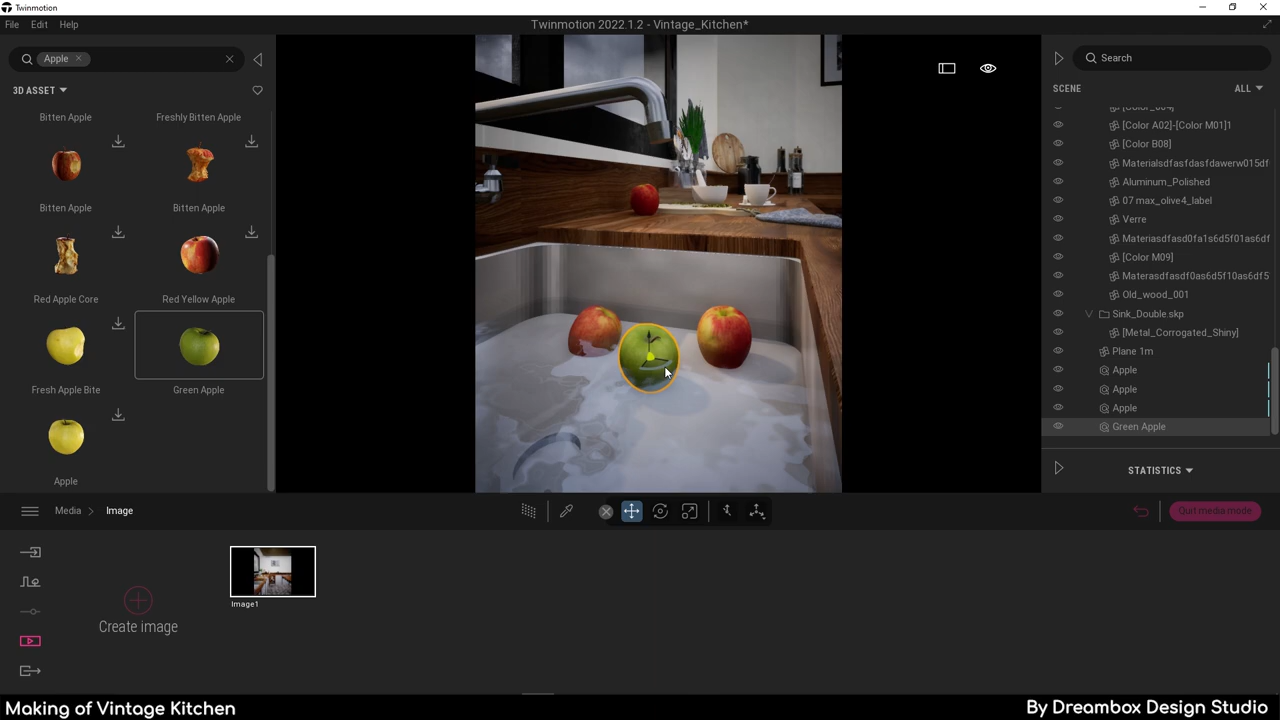 Twinmotion
File Edit Help
Twinmotion 2022.1.2 - Vintage_Kitchen*
Apple
3D ASSET
Bitten Apple
Freshly Bitten Apple
Bitten Apple
Bitten Apple
Red Apple Core
Red Yellow Apple
Fresh Apple Bite
Green Apple
Apple
Search
SCENE
ALL
[Color_004]
[Color A02]-[Color M01]1
[Color B08]
Materialsdfasfdasfdawerw015df
Aluminum_Polished
07 max_olive4_label
Verre
Materiasdfasd0fa1s6d5f01as6df
[Color M09]
Materasdfasdf0as6d5f10as6df5
Old_wood_001
Sink_Double.skp
[Metal_Corrogated_Shiny]
Plane 1m
Apple
Apple
Apple
Green Apple
STATISTICS
Media
Image
Quit media mode
Create image
Image1
Making of Vintage Kitchen
By Dreambox Design Studio